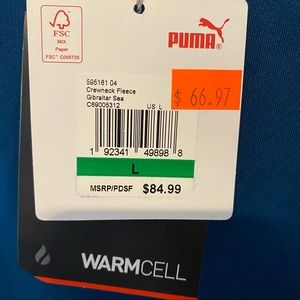 FSC
MIX
Paper
FSC® C005725
PUMA
595161 04
Crewneck Fleece
Gibraltar Sea
C69005312 US L
$ 66.97
1 92341 49898 8
L
MSRP/PDSF $84.99
WARMCELL